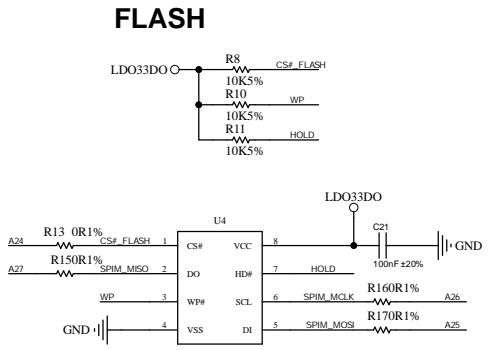 FLASH
R8
LDO33DO
CS#_FLASH
10K5%
R10
WP
10K5%
R11
HOLD
10K5%
LDO33DO
U4
C21
A24 R13 0R1% CS#_FLASH 1 CS# VCC 8 GND
100nF±20%
A27 R150R1% SPIM_MISO 2 DO HD# 7 HOLD
WP 3 WP# SCL 6 SPIM_MCLK R160R1% A26
GND 4 VSS DI 5 SPIM_MOSI R170R1% A25